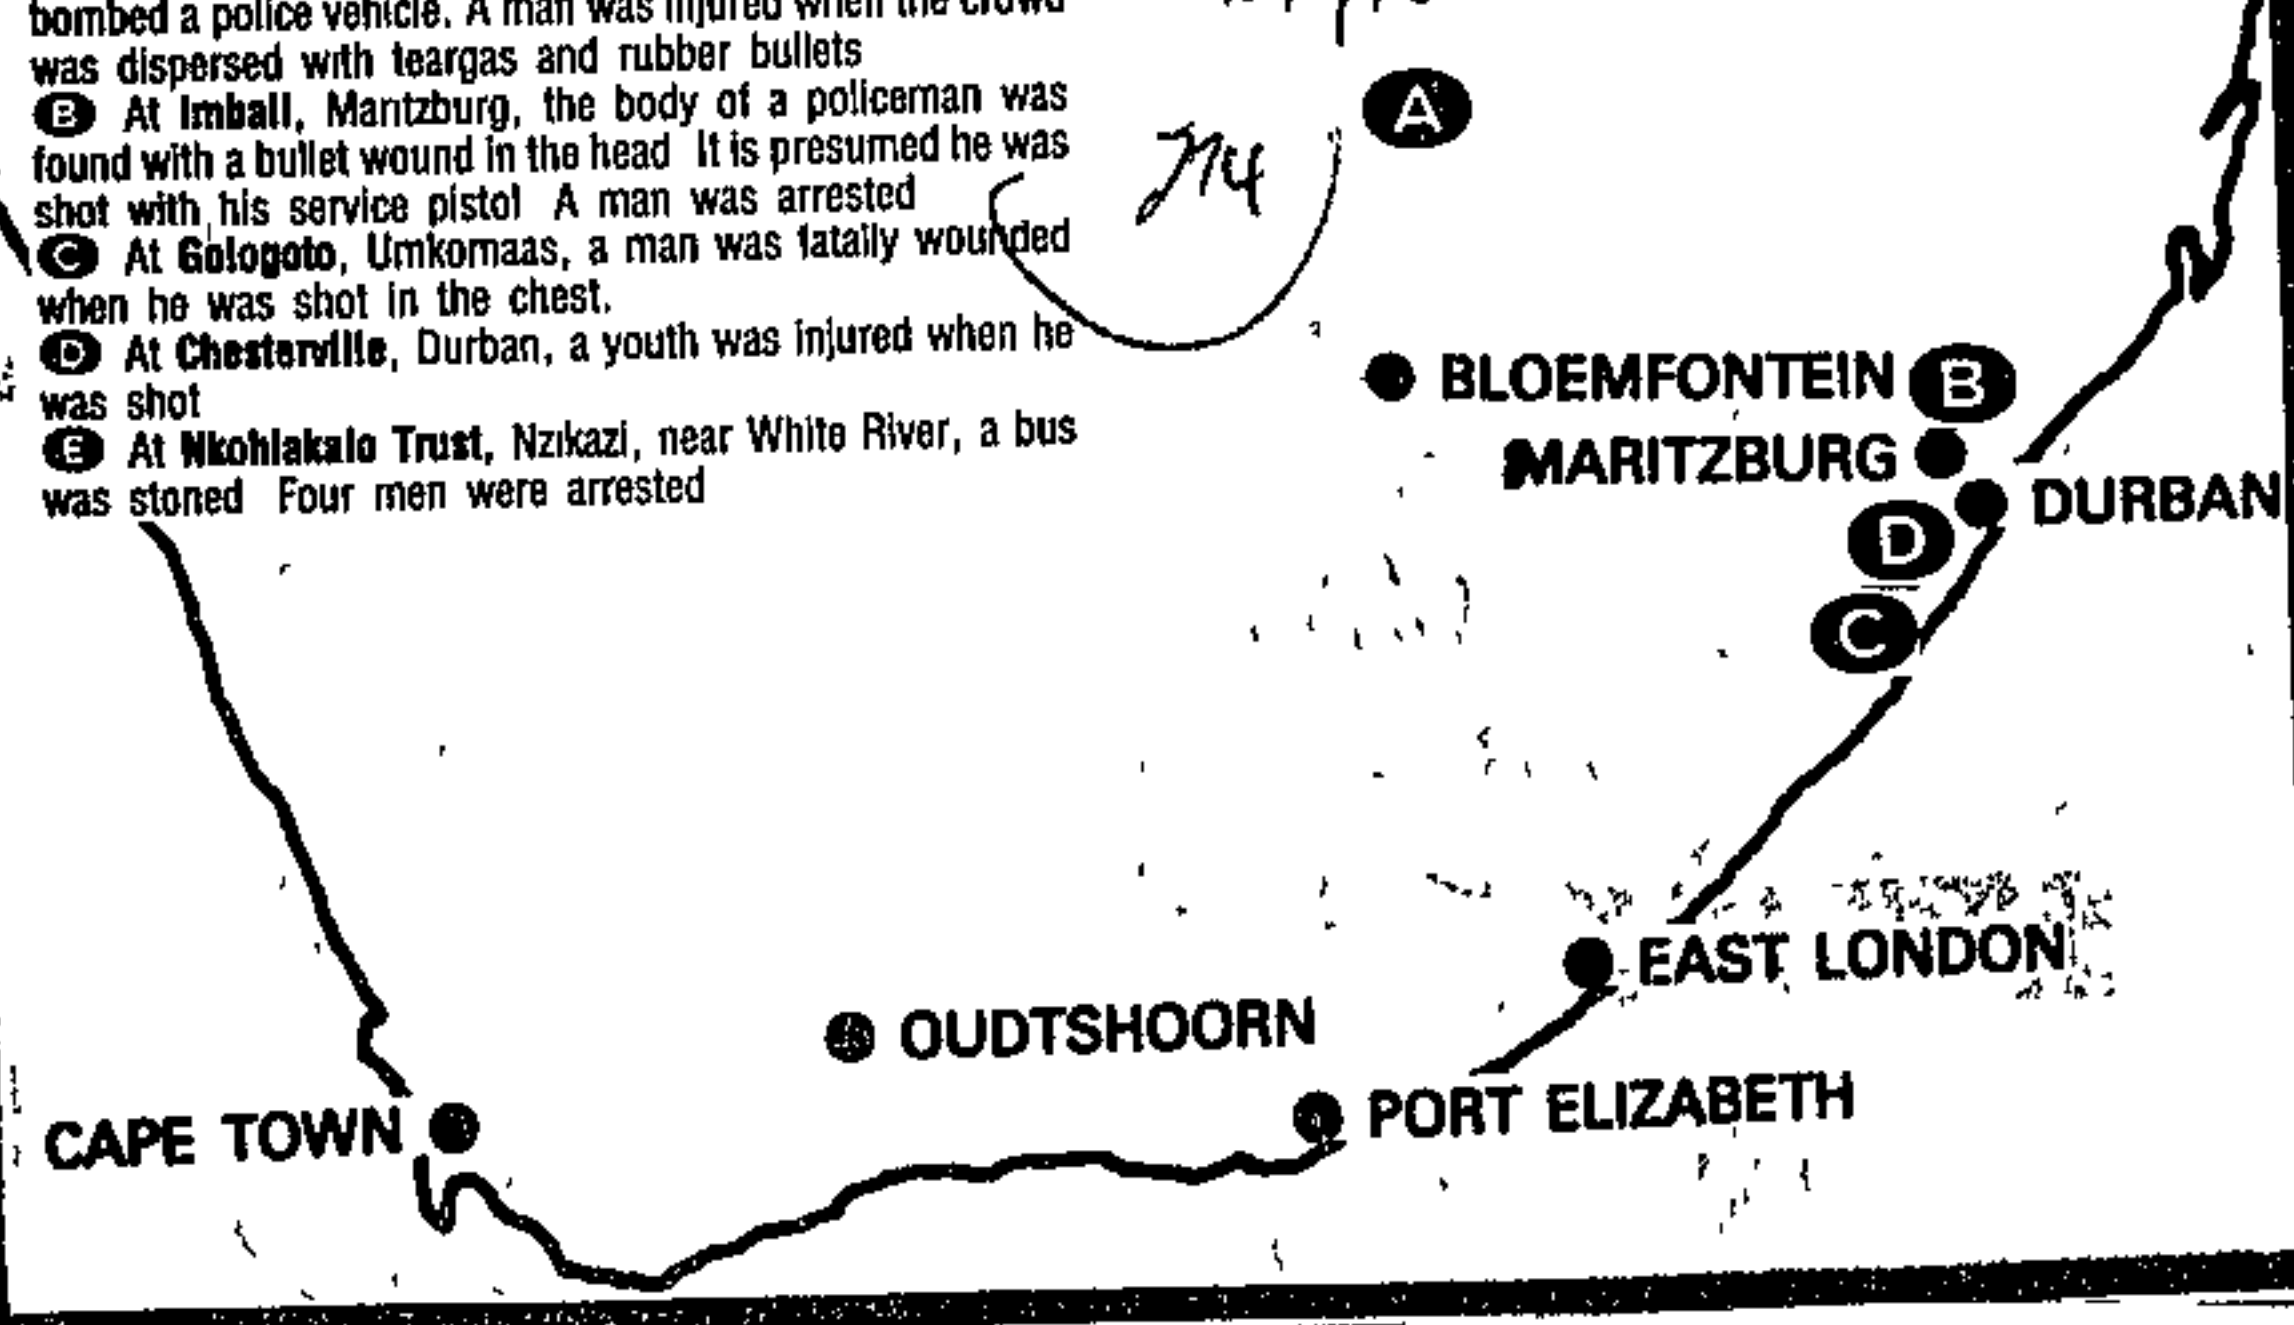 bombed a police vehicle. A man was injured when the crowd
was dispersed with teargas and rubber bullets
B At Imball, Mantzburg, the body of a policeman was
found with a bullet wound in the head It is presumed he was
shot with his service pistol A man was arrested
C At Gologoto, Umkomaas, a man was fatally wounded
when he was shot in the chest.
D At Chesterville, Durban, a youth was injured when he
was shot
E At Nkohlakalo Trust, Nzikazi, near White River, a bus
was stoned Four men were arrested
A
BLOEMFONTEIN B
MARITZBURG
DURBAN
D
C
EAST LONDON
OUDTSHOORN
PORT ELIZABETH
CAPE TOWN